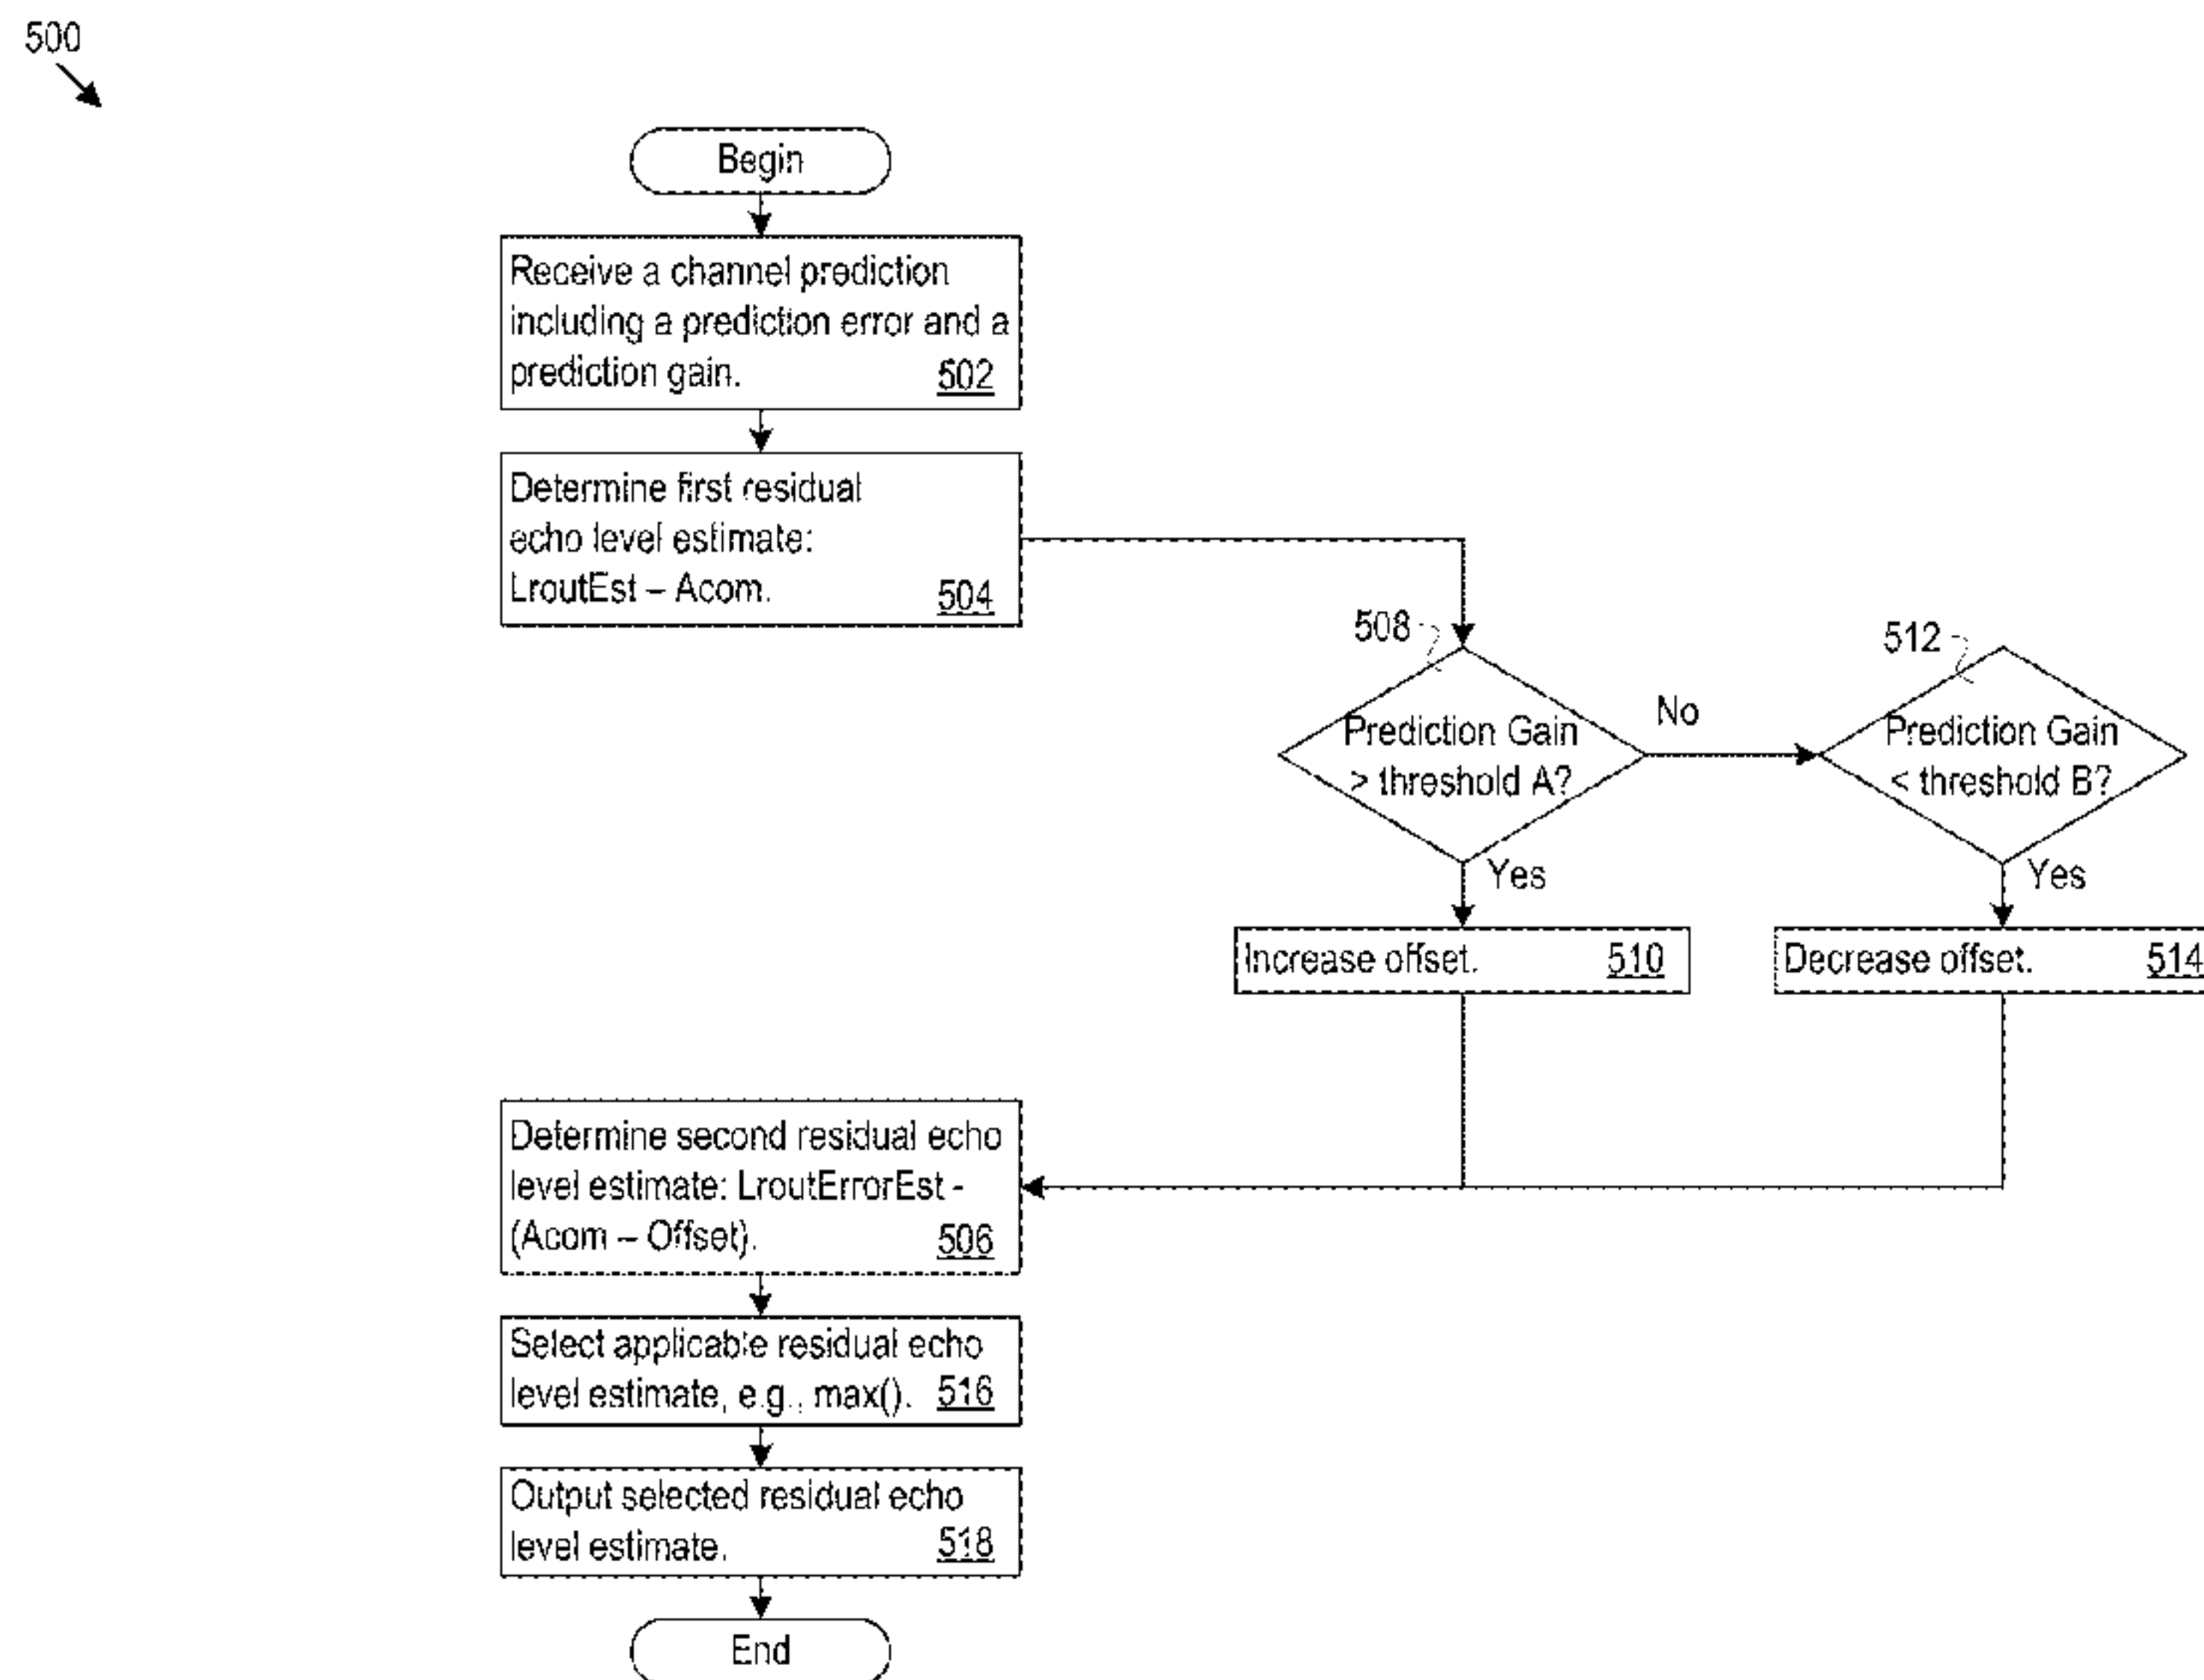 500
Begin
Receive a channel prediction
including a prediction error and a
prediction gain. 502
Determine first residual
echo level estimate:
LroutEst – Acom. 504
508
Prediction Gain
> threshold A?
No
512
Prediction Gain
< threshold B?
Yes
Yes
Increase offset. 510
Decrease offset. 514
Determine second residual echo
level estimate: LroutErrorEst -
(Acom – Offset). 506
Select applicable residual echo
level estimate, e.g., max(). 516
Output selected residual echo
level estimate. 518
End